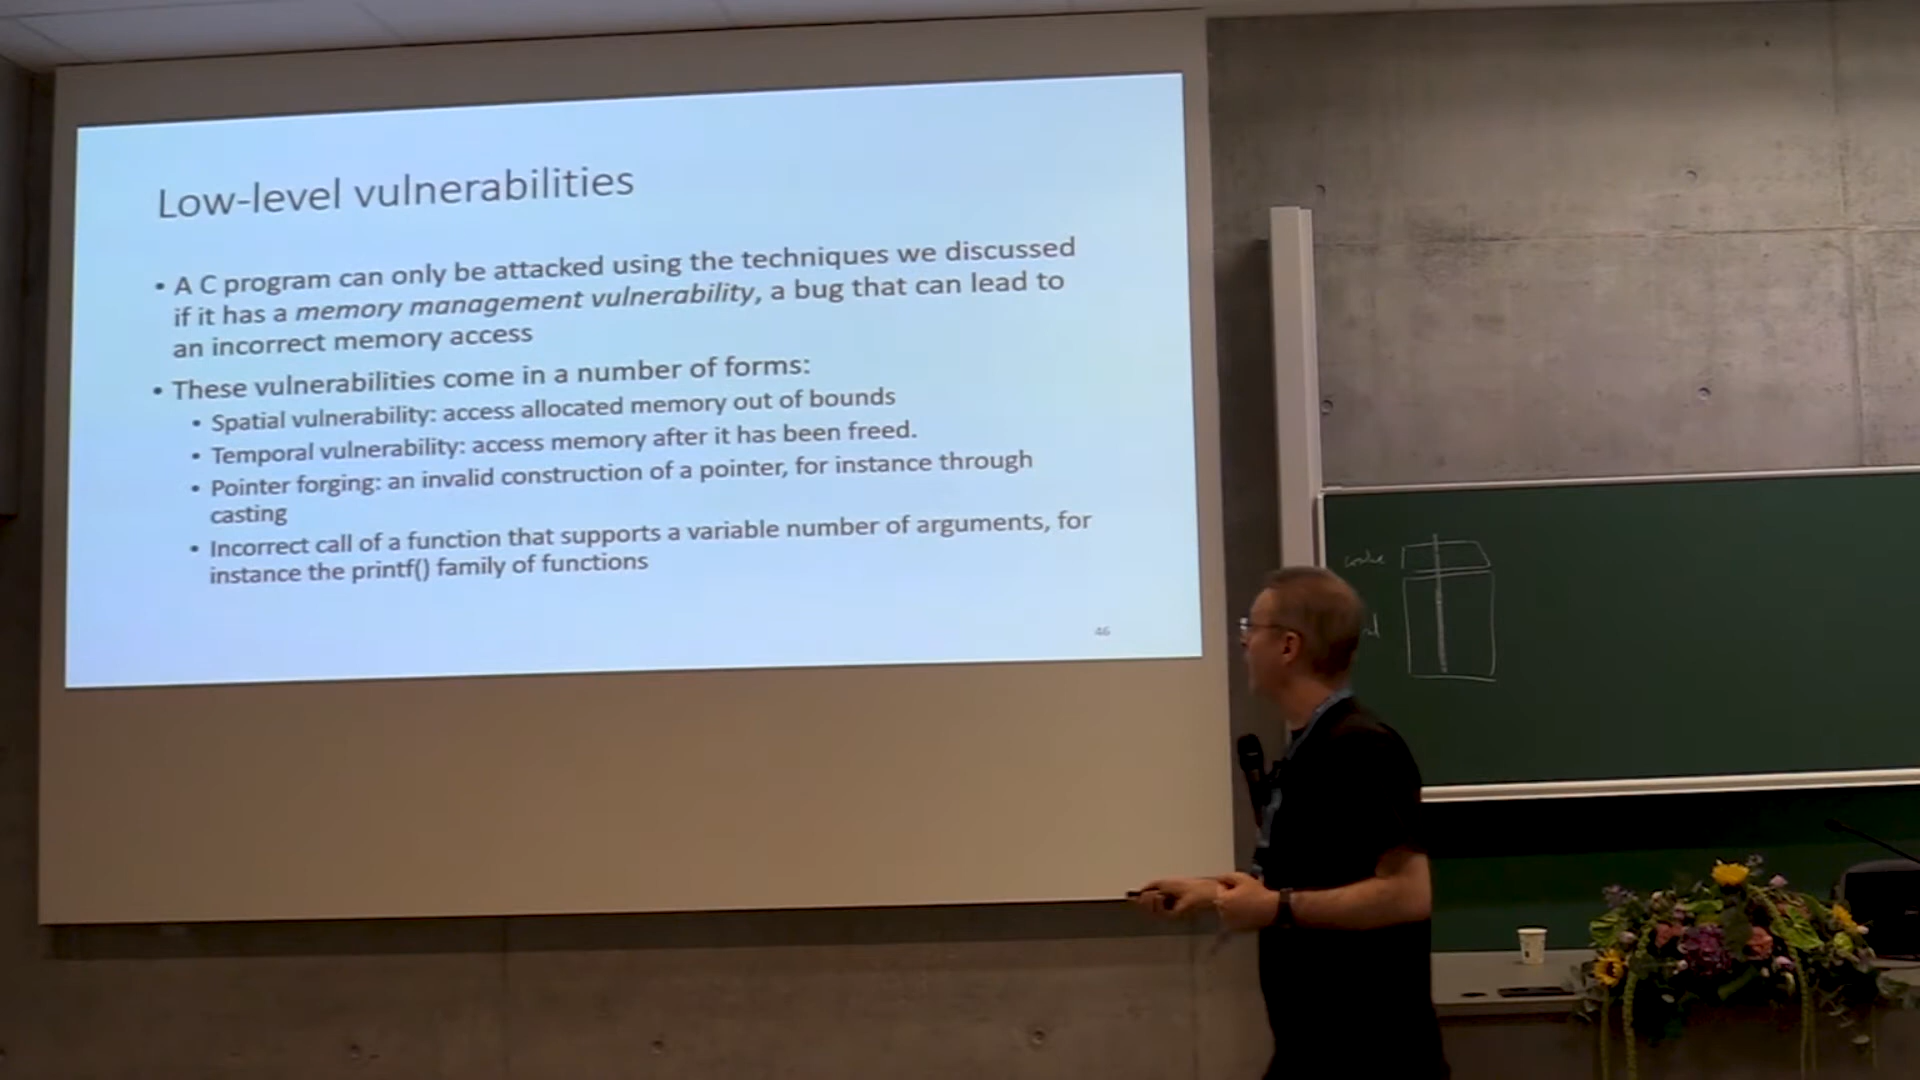 Low-level vulnerabilities
• A C program can only be attacked using the techniques we discussed
if it has a memory management vulnerability, a bug that can lead to
an incorrect memory access
• These vulnerabilities come in a number of forms:
• Spatial vulnerability: access allocated memory out of bounds
• Temporal vulnerability: access memory after it has been freed.
• Pointer forging: an invalid construction of a pointer, for instance through
casting
• Incorrect call of a function that supports a variable number of arguments, for
instance the printf() family of functions
46